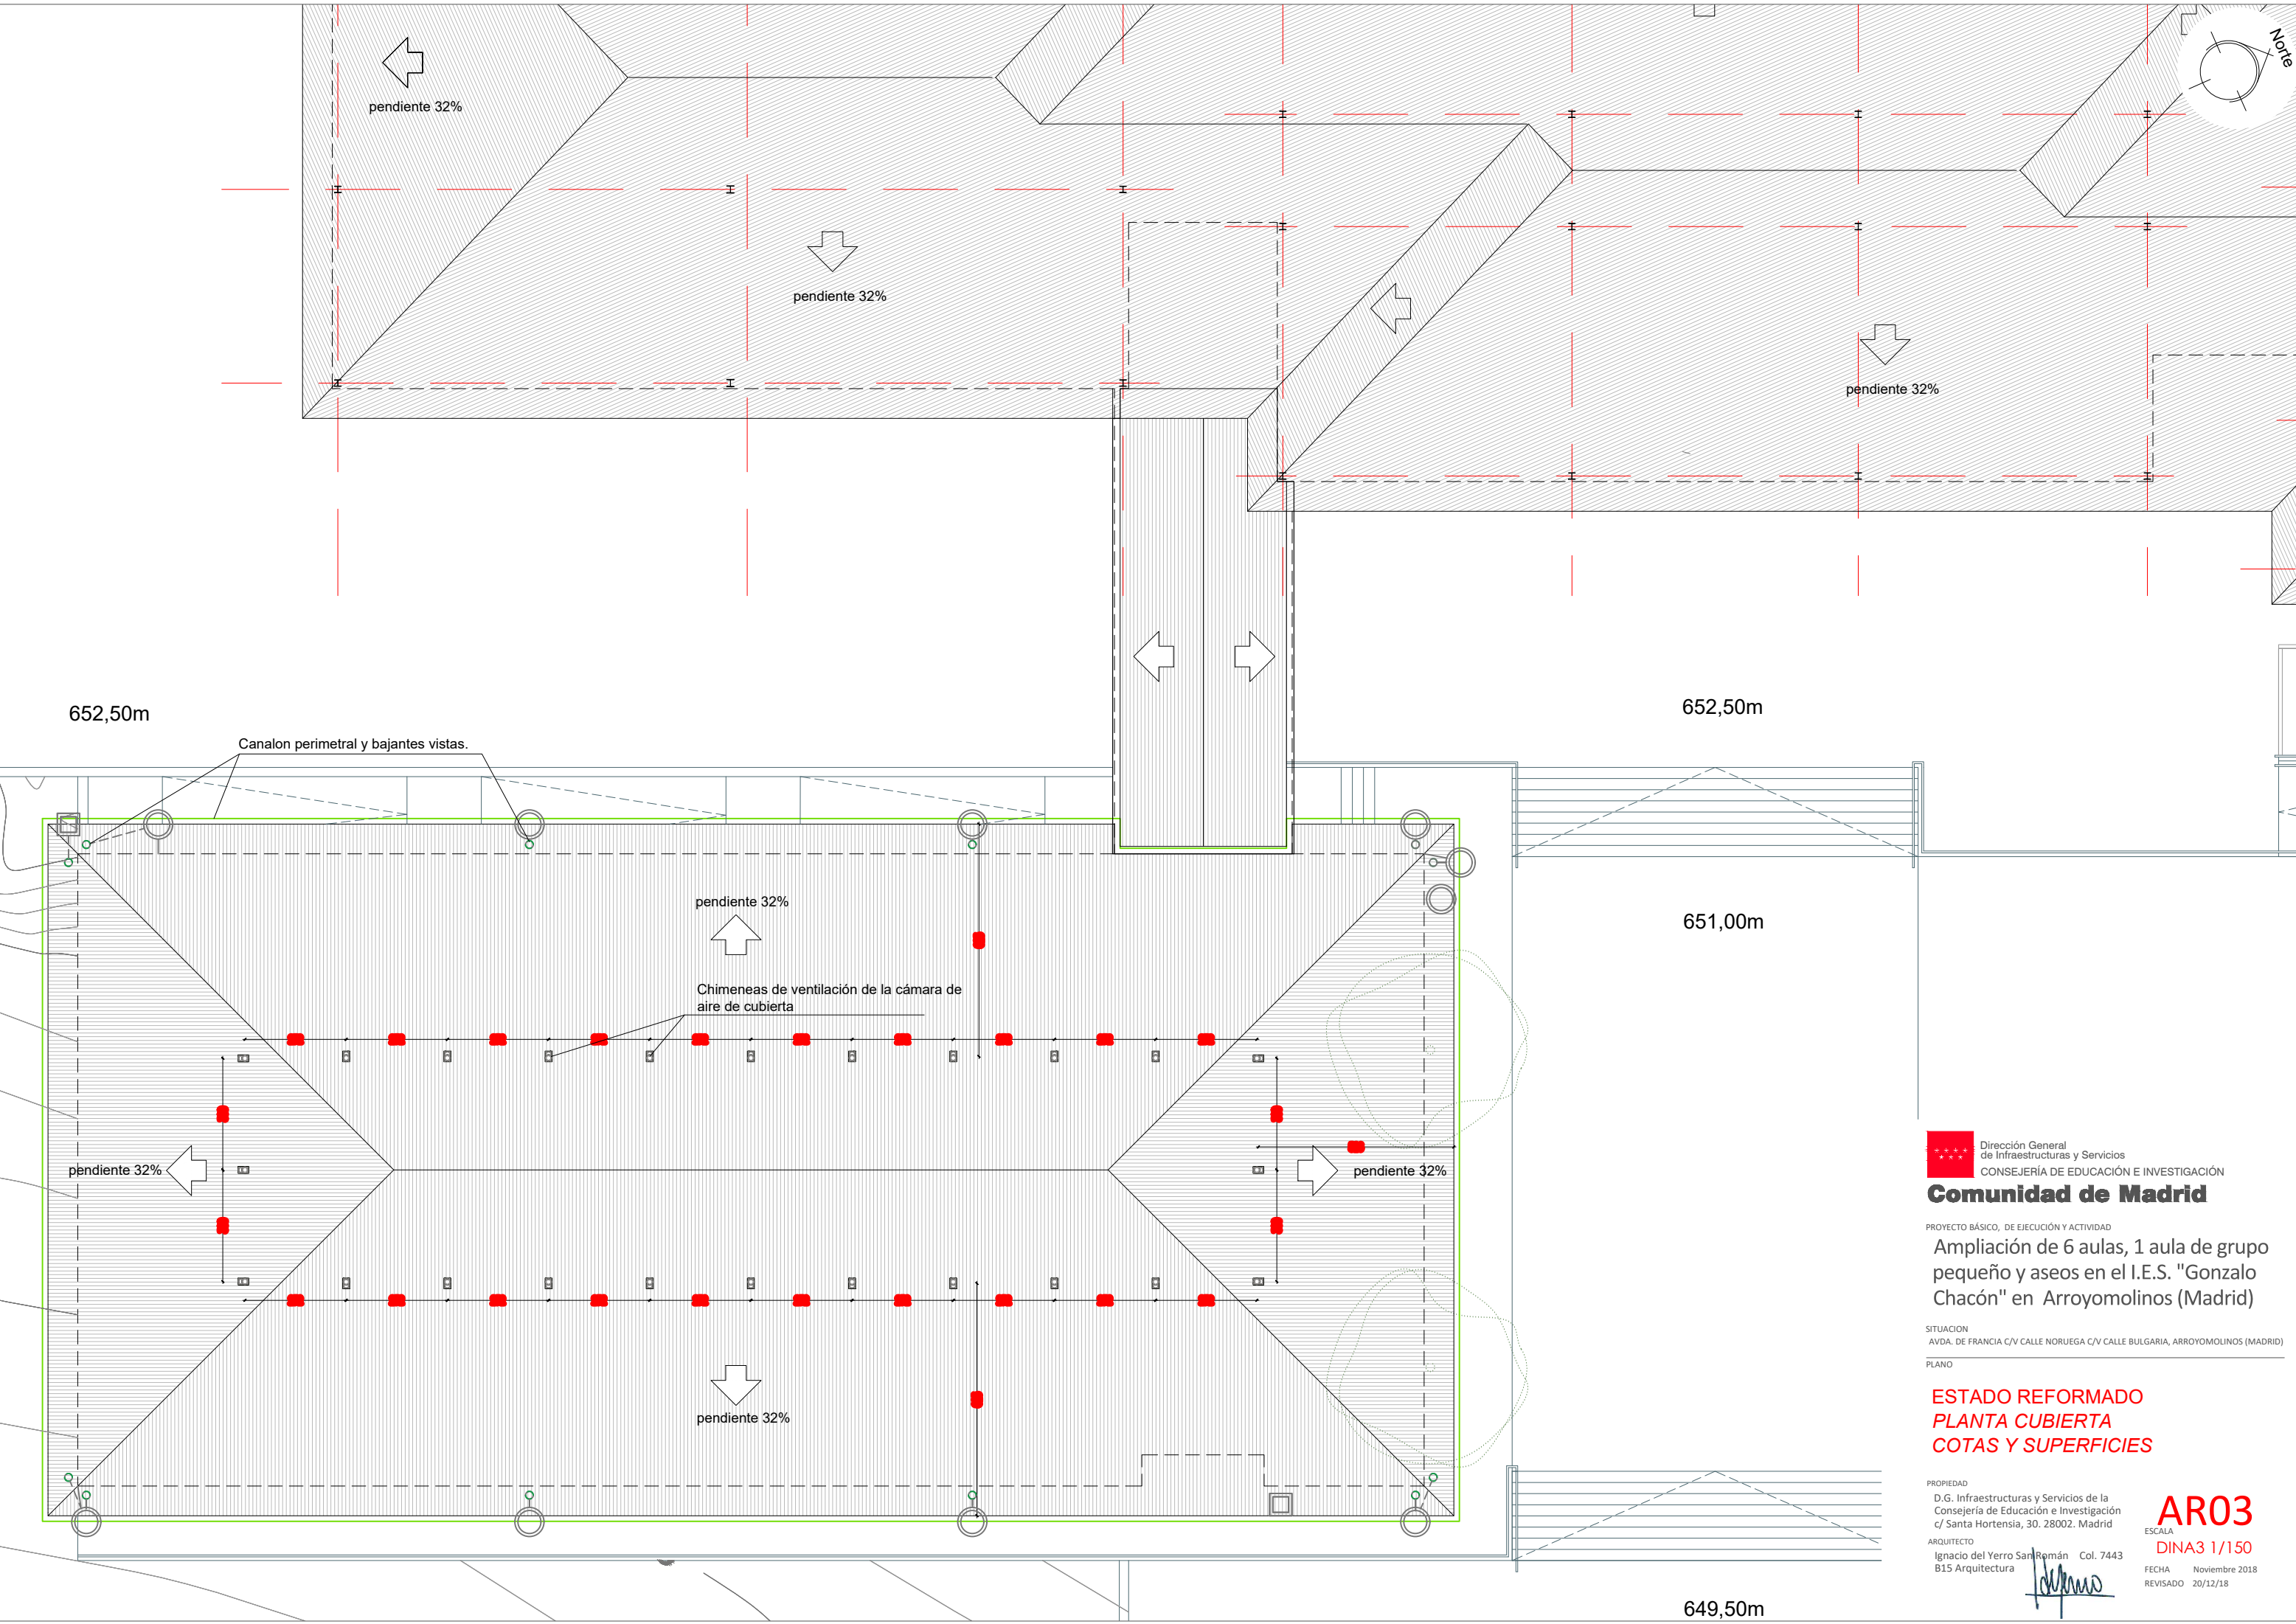 Norte
pendiente 32%
pendiente 32%
pendiente 32%
652,50m
652,50m
Canalon perimetral y bajantes vistas.
pendiente 32%
651,00m
Chimeneas de ventilación de la cámara de
aire de cubierta
pendiente 32%
pendiente 32%
pendiente 32%
Dirección General
de Infraestructuras y Servicios
CONSEJERÍA DE EDUCACIÓN E INVESTIGACIÓN
Comunidad de Madrid
PROYECTO BÁSICO, DE EJECUCIÓN Y ACTIVIDAD
Ampliación de 6 aulas, 1 aula de grupo
pequeño y aseos en el I.E.S. "Gonzalo
Chacón" en Arroyomolinos (Madrid)
SITUACION
AVDA. DE FRANCIA C/V CALLE NORUEGA C/V CALLE BULGARIA, ARROYOMOLINOS (MADRID)
PLANO
ESTADO REFORMADO
PLANTA CUBIERTA
COTAS Y SUPERFICIES
PROPIEDAD
D.G. Infraestructuras y Servicios de la
Consejería de Educación e Investigación
c/ Santa Hortensia, 30. 28002. Madrid
AR03
ESCALA
DINA3 1/150
ARQUITECTO
Ignacio del Yerro San Román Col. 7443
B15 Arquitectura
FECHA Noviembre 2018
REVISADO 20/12/18
649,50m